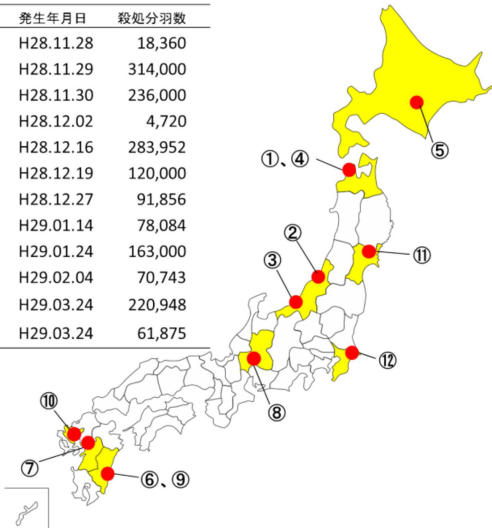 発生年月日 殺処分羽数
H28.11.28 18,360
H28.11.29 314,000
H28.11.30 236,000
H28.12.02 4,720
H28.12.16 283,952
H28.12.19 120,000
H28.12.27 91,856
H29.01.14 78,084
H29.01.24 163,000
H29.02.04 70,743
H29.03.24 220,948
H29.03.24 61,875
⑤
①、④
②
⑪
③
⑫
⑧
⑩
⑦
⑥、⑨